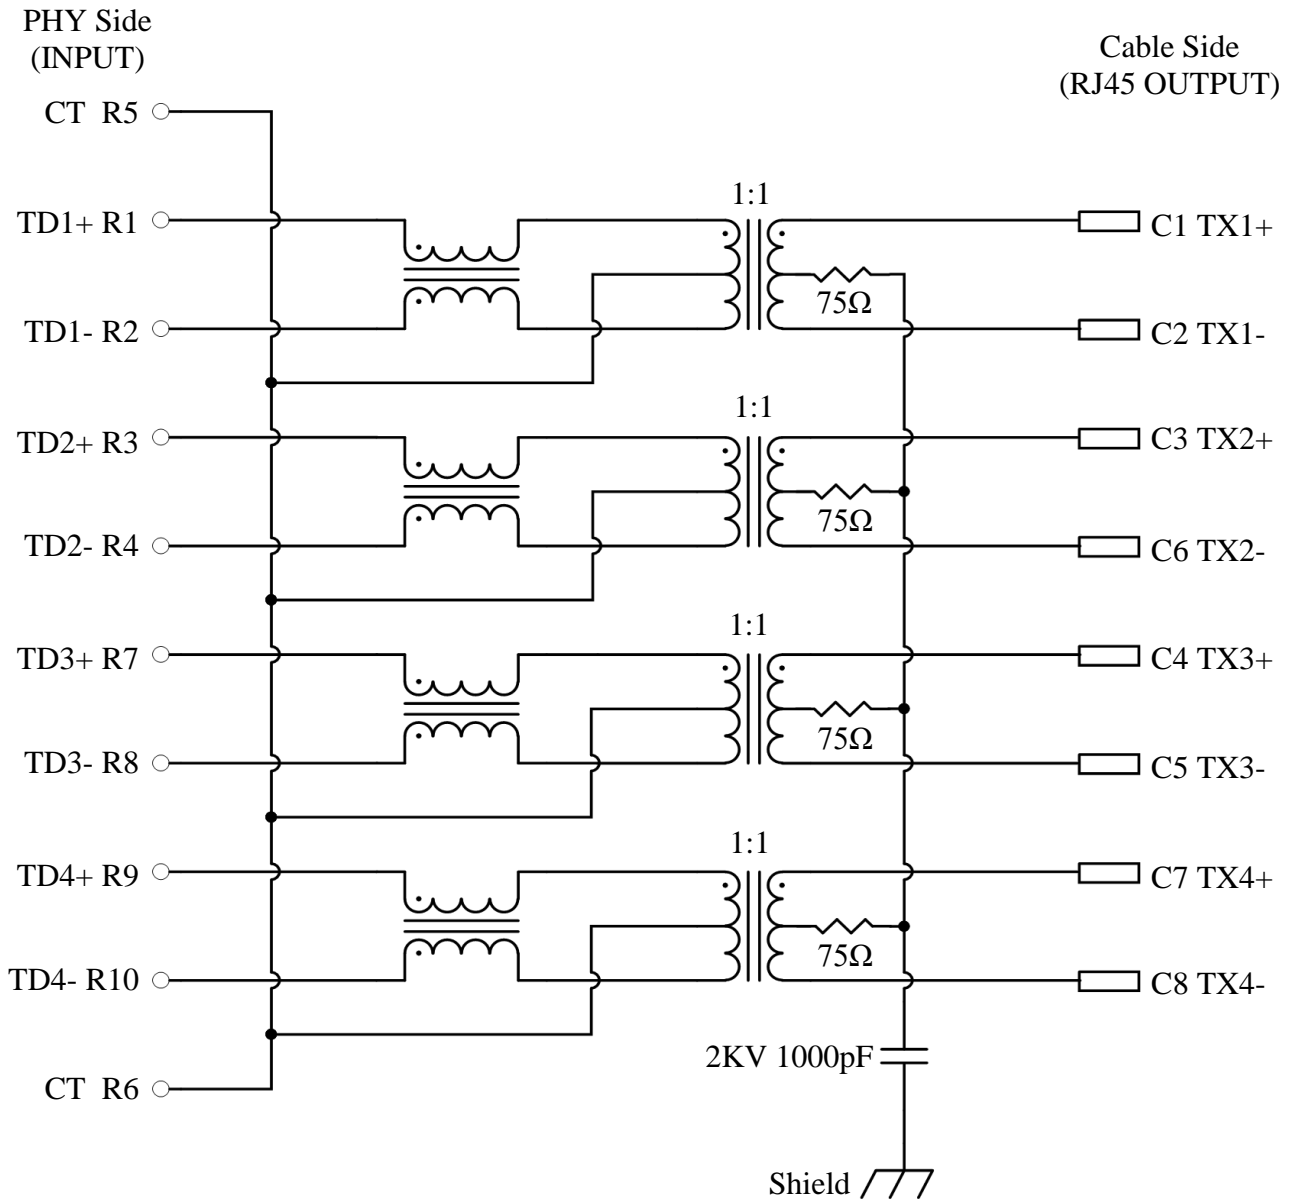 PHY Side
(INPUT)
Cable Side
(RJ45 OUTPUT)
CT R5
1:1
TD1+ R1
C1 TX1+
75Ω
TD1- R2
C2 TX1-
1:1
TD2+ R3
C3 TX2+
75Ω
TD2- R4
C6 TX2-
1:1
TD3+ R7
C4 TX3+
75Ω
TD3- R8
C5 TX3-
1:1
TD4+ R9
C7 TX4+
75Ω
TD4- R10
C8 TX4-
2KV 1000pF
CT R6
Shield